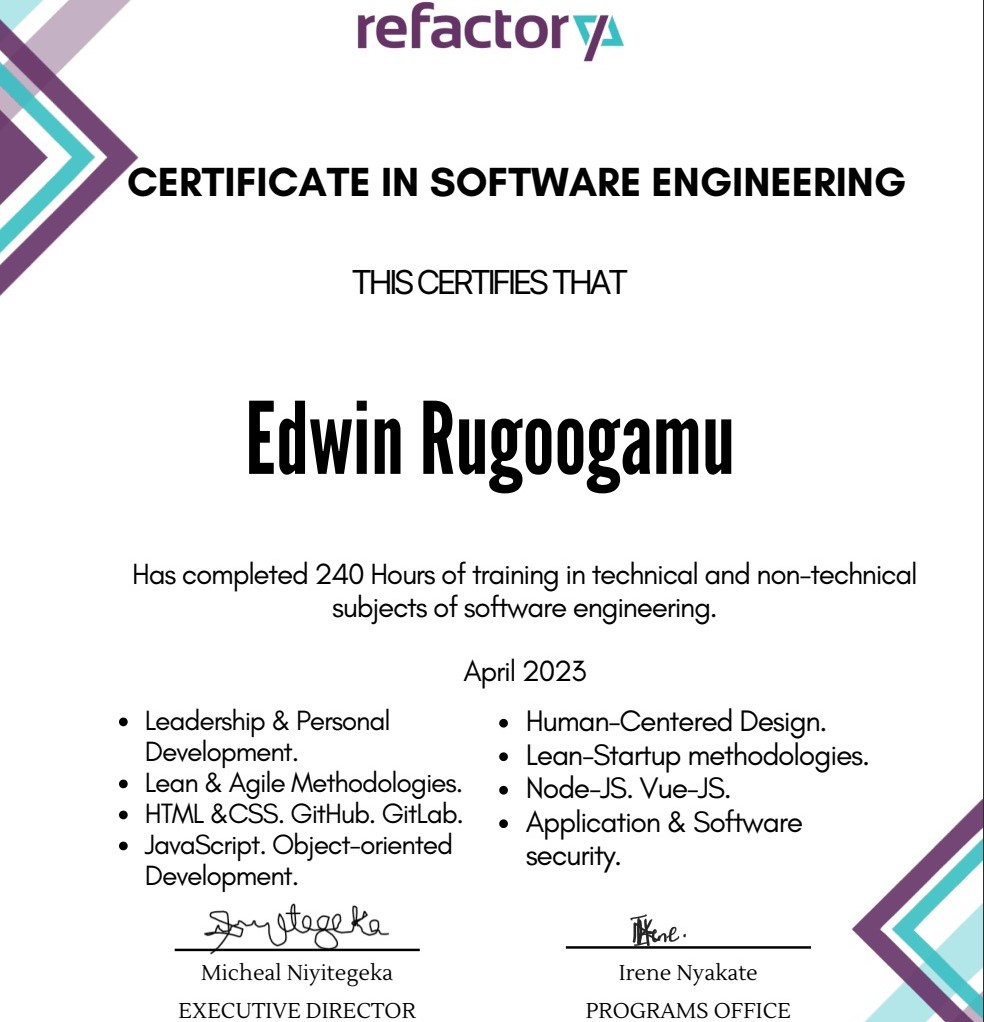 refactory
CERTIFICATE IN SOFTWARE ENGINEERING
THIS CERTIFIES THAT
Edwin Rugoogamu
Has completed 240 Hours of training in technical and non-technical
subjects of software engineering.
April 2023
• Leadership & Personal
Development.
• Lean & Agile Methodologies.
• HTML &CSS. GitHub. GitLab.
• JavaScript. Object-oriented
Development.
• Human-Centered Design.
• Lean-Startup methodologies.
• Node-JS. Vue-JS.
• Application & Software
security.
Micheal Niyitegeka
EXECUTIVE DIRECTOR
Irene Nyakate
PROGRAMS OFFICE